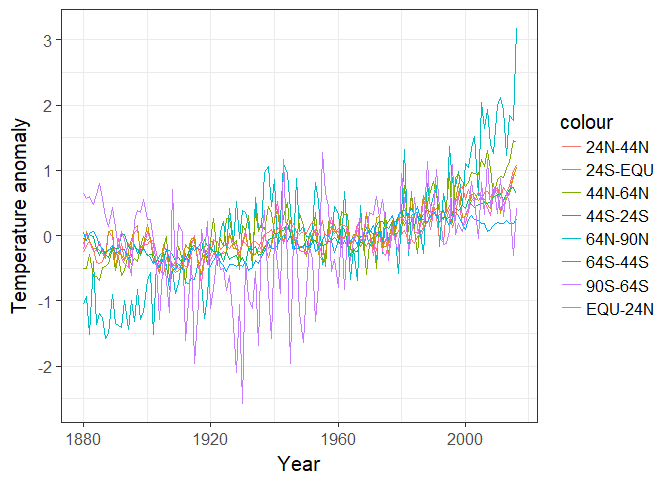 Temperature anomaly
3
2
1
0
-1
-2
1880
1920
1960
2000
Year
colour
24N-44N
24S-EQU
44N-64N
44S-24S
64N-90N
64S-44S
90S-64S
EQU-24N